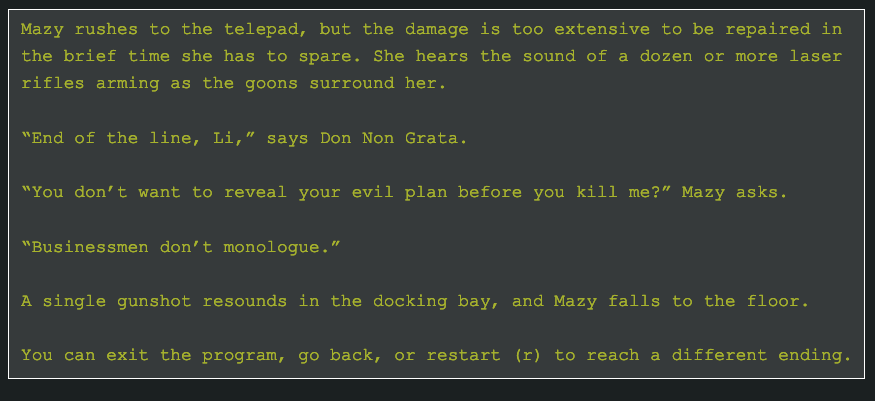 Mazy rushes to the telepad, but the damage is too extensive to be repaired in
the brief time she has to spare. She hears the sound of a dozen or more laser
rifles arming as the goons surround her.
“End of the line, Li,” says Don Non Grata.
“You don’t want to reveal your evil plan before you kill me?” Mazy asks.
“Businessmen don’t monologue.”
A single gunshot resounds in the docking bay, and Mazy falls to the floor.
You can exit the program, go back, or restart (r) to reach a different ending.